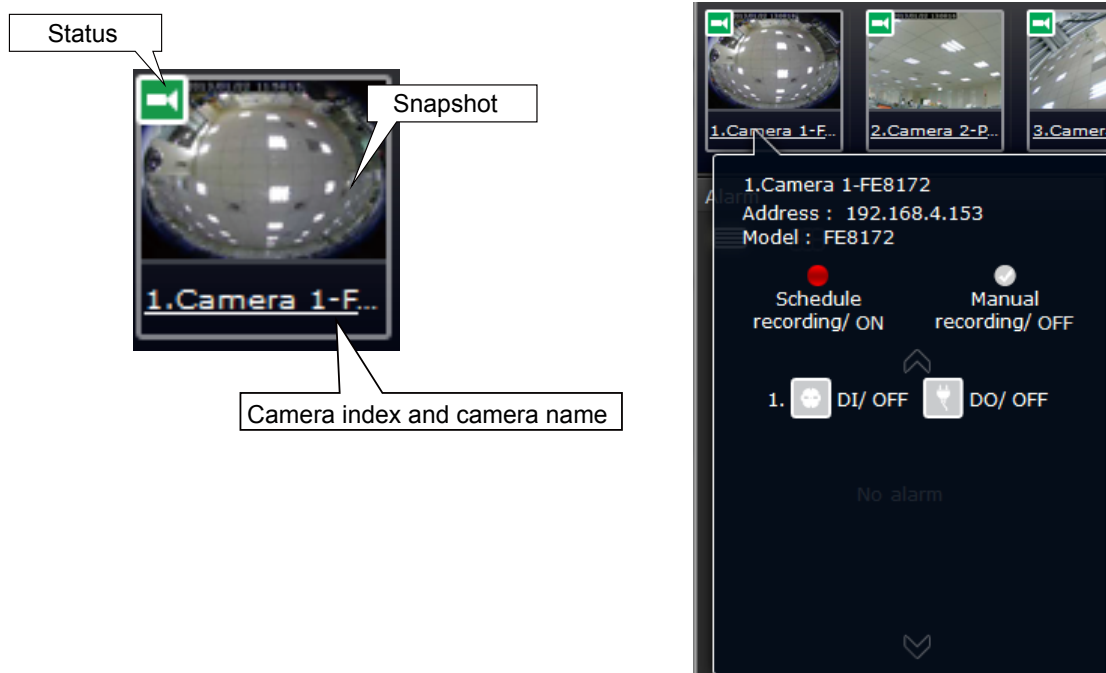 Status
Snapshot
1.Camera 1-F...
Camera index and camera name
1.Camera 1-F...
2.Camera 2-P...
3.Camer
Alarm
1.Camera 1-FE8172
Address : 192.168.4.153
Model : FE8172
Schedule
recording/ ON
Manual
recording/ OFF
1. DI/ OFF DO/ OFF
No alarm